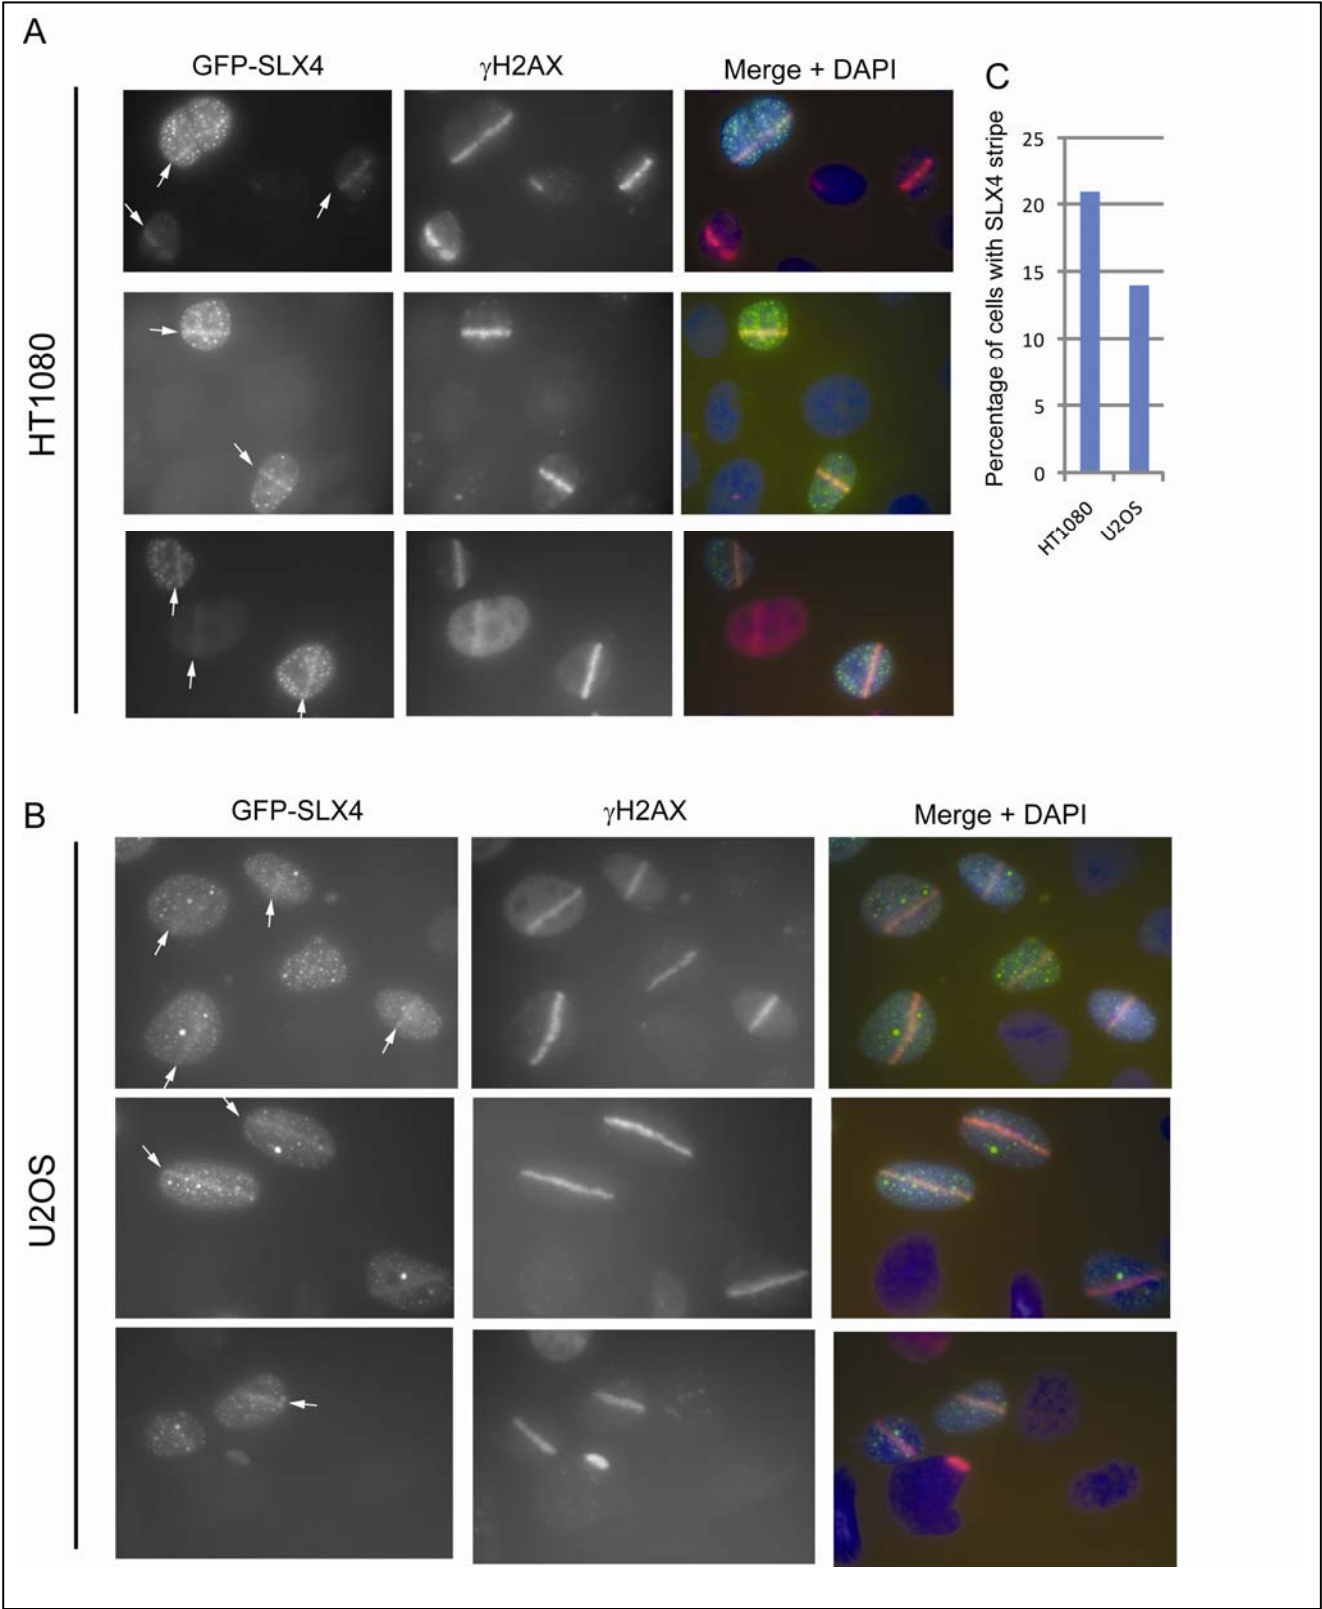 A
GFP-SLX4
γH2AX
Merge + DAPI
HT1080
C
Percentage of cells with SLX4 stripe
25
20
15
10
5
0
HT1080
U2OS
B
GFP-SLX4
γH2AX
Merge + DAPI
U2OS